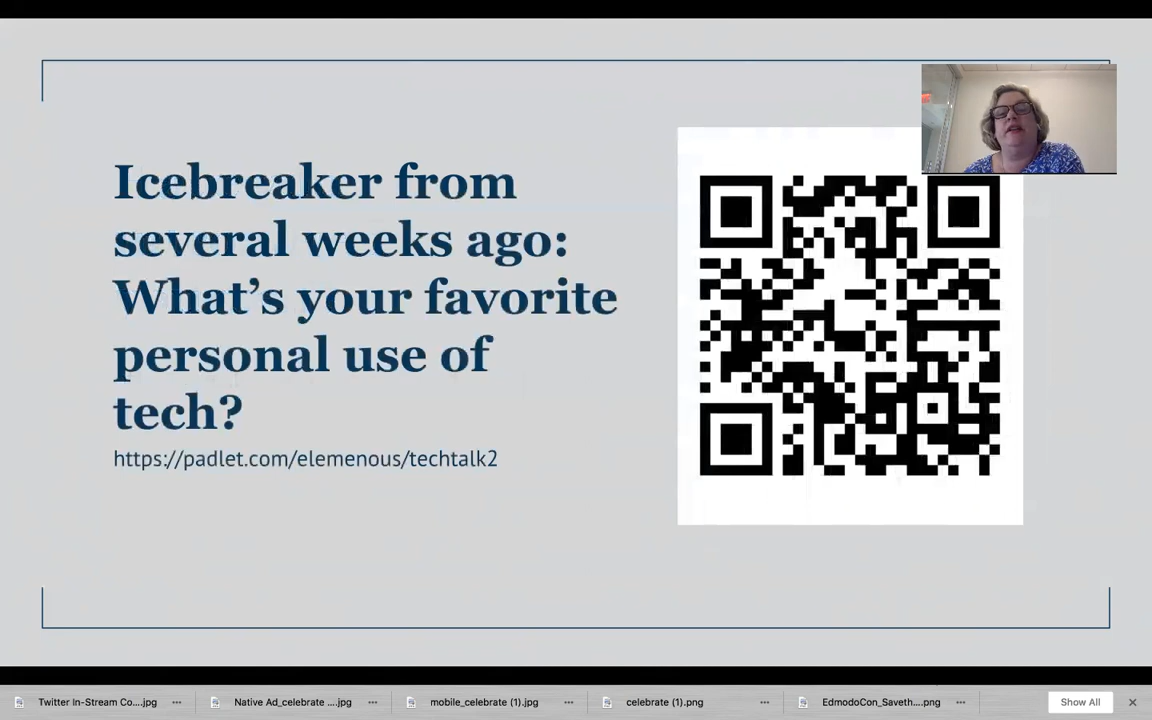 Icebreaker from
several weeks ago:
What's your favorite
personal use of
tech?
https://padlet.com/elemenous/techtalk2
Twitter In-Stream Co....jpg
Native Ad_celebrate ....jpg
mobile_celebrate (1).jpg
celebrate (1).png
EdmodoCon_Saveth....png
Show All